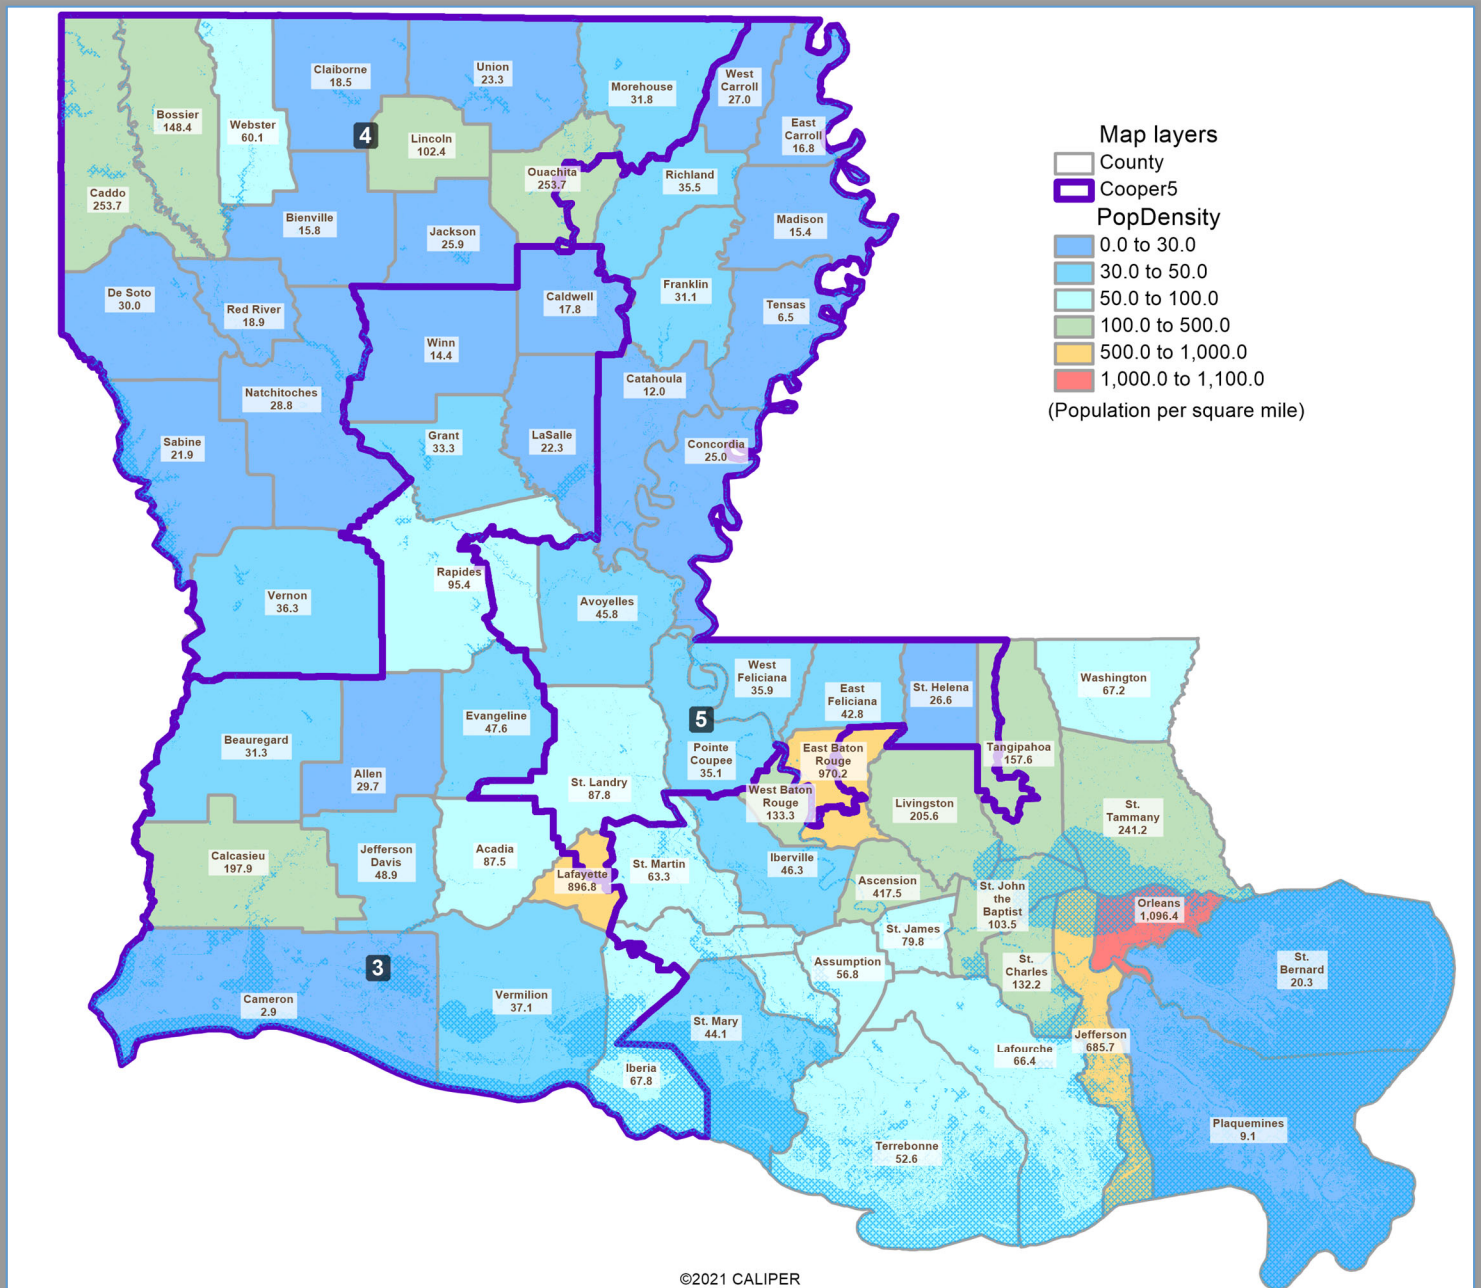 Map layers
County
Cooper5
PopDensity
0.0 to 30.0
30.0 to 50.0
50.0 to 100.0
100.0 to 500.0
500.0 to 1,000.0
1,000.0 to 1,100.0
(Population per square mile)
Claiborne
18.5
Union
23.3
Morehouse
31.8
West
Carroll
27.0
East
Carroll
16.8
Bossier
148.4
Webster
60.1
4
Lincoln
102.4
Caddo
253.7
Ouachita
253.7
Richland
35.5
Bienville
15.8
Jackson
25.9
Madison
15.4
De Soto
30.0
Red River
18.9
Caldwell
17.8
Franklin
31.1
Tensas
6.5
Winn
14.4
Natchitoches
28.8
Catahoula
12.0
Sabine
21.9
Grant
33.3
LaSalle
22.3
Concordia
25.0
Vernon
36.3
Rapides
95.4
Avoyelles
45.8
West
Feliciana
35.9
East
Feliciana
42.8
St. Helena
26.6
Washington
67.2
Beauregard
31.3
Allen
29.7
Evangeline
47.6
5
Pointe
Coupee
35.1
East Baton
Rouge
970.2
Tangipahoa
157.6
St. Landry
87.8
West Baton
Rouge
133.3
Livingston
205.6
St.
Tammany
241.2
Calcasieu
197.9
Jefferson
Davis
48.9
Acadia
87.5
Lafayette
896.8
St. Martin
63.3
Iberville
46.3
Ascension
417.5
St. John
the
Baptist
103.5
Orleans
1,096.4
St. James
79.8
3
Cameron
2.9
Vermilion
37.1
Assumption
56.8
St.
Charles
132.2
St.
Bernard
20.3
St. Mary
44.1
Iberia
67.8
Lafourche
66.4
Jefferson
685.7
Terrebonne
52.6
Plaquemines
9.1
©2021 CALIPER